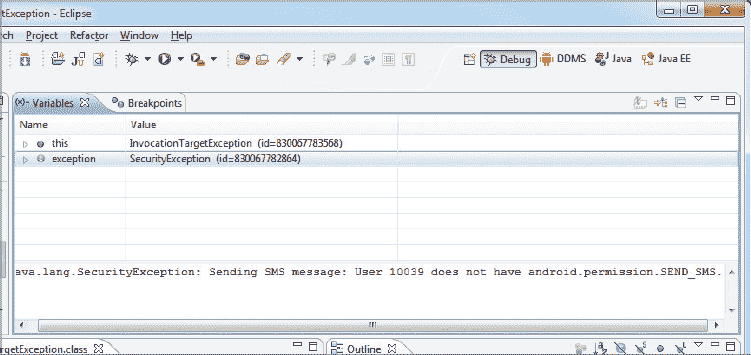 tException - Eclipse
rch Project Refactor Window Help
Debug DDMS Java Java EE
Variables Breakpoints
Name Value
this InvocationTargetException (id=830067783568)
exception SecurityException (id=830067782864)
ava.lang.SecurityException: Sending SMS message: User 10039 does not have android.permission.SEND_SMS.
rgetException.class Outline